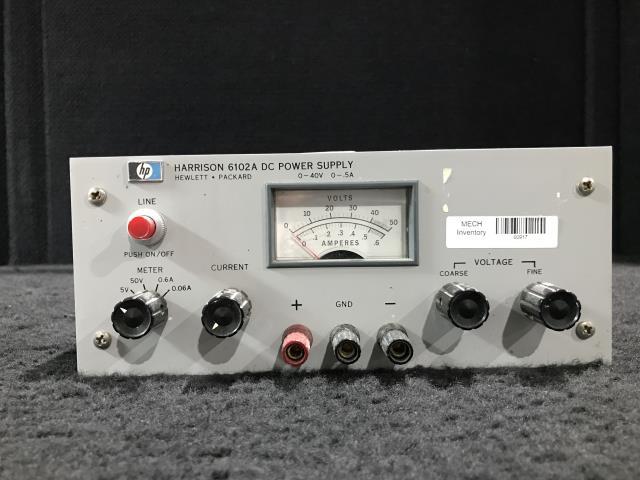 hp
HARRISON 6102A DC POWER SUPPLY
HEWLETT • PACKARD 0-40V 0-.5A
LINE
PUSH ON/OFF
VOLTS
0 10 20 30 40 50
0 .1 .2 .3 .4 .5 .6
AMPERES
MECH
Inventory
02917
METER
5V 50V 0.6A 0.06A
CURRENT
+ GND −
VOLTAGE
COARSE FINE